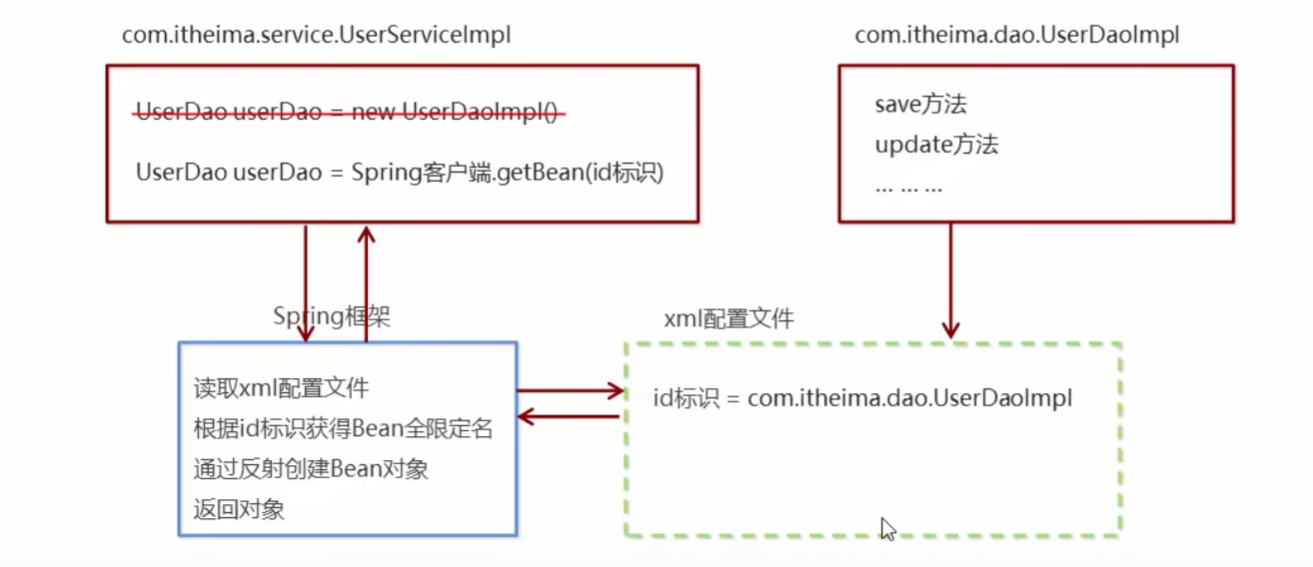 com.itheima.service.UserServiceImpl
com.itheima.dao.UserDaoImpl
UserDao userDao = new UserDaoImpl()
UserDao userDao = Spring客户端.getBean(id标识)
save方法
update方法
... ... ...
Spring框架
xml配置文件
读取xml配置文件
根据id标识获得Bean全限定名
通过反射创建Bean对象
返回对象
id标识 = com.itheima.dao.UserDaoImpl